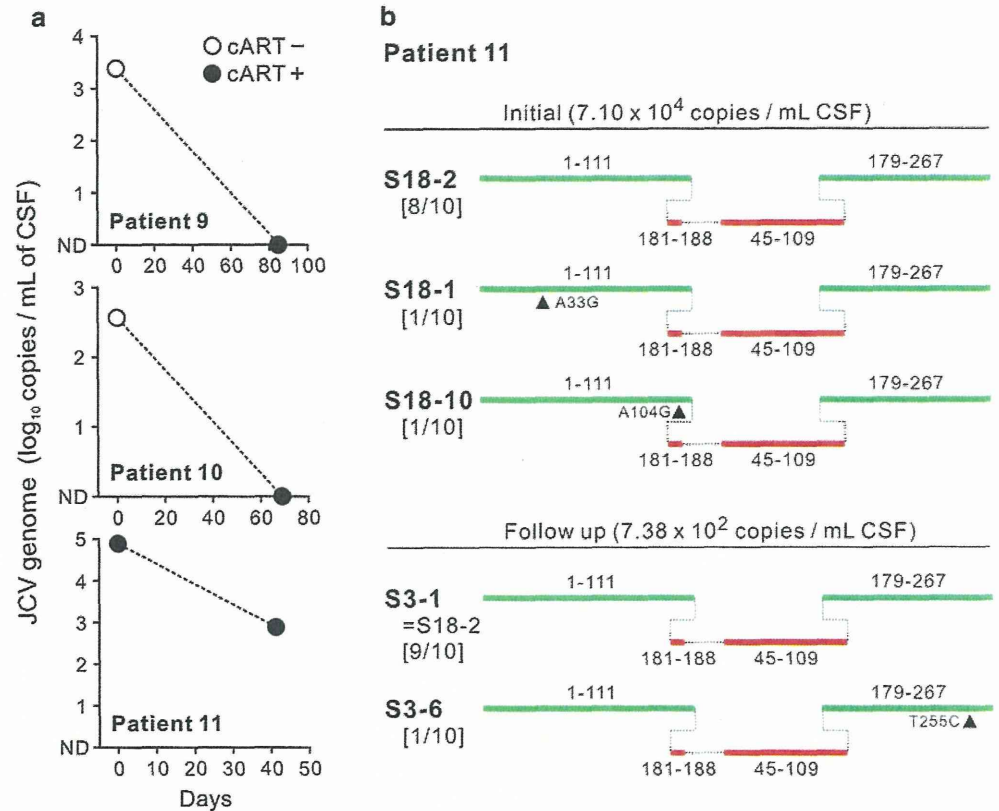 a
JCV genome (log₁₀ copies / mL of CSF)
4
3
2
1
ND
○ cART −
● cART +
Patient 9
0 20 40 60 80 100
3
2
1
ND
Patient 10
0 20 40 60 80
5
4
3
2
1
ND
Patient 11
0 10 20 30 40 50
Days
b
Patient 11
Initial (7.10 x 10⁴ copies / mL CSF)
S18-2
[8/10]
1-111
179-267
181-188
45-109
S18-1
[1/10]
1-111
179-267
▲ A33G
181-188
45-109
S18-10
[1/10]
1-111
179-267
A104G ▲
181-188
45-109
Follow up (7.38 x 10² copies / mL CSF)
S3-1
=S18-2
[9/10]
1-111
179-267
181-188
45-109
S3-6
[1/10]
1-111
179-267
T255C ▲
181-188
45-109